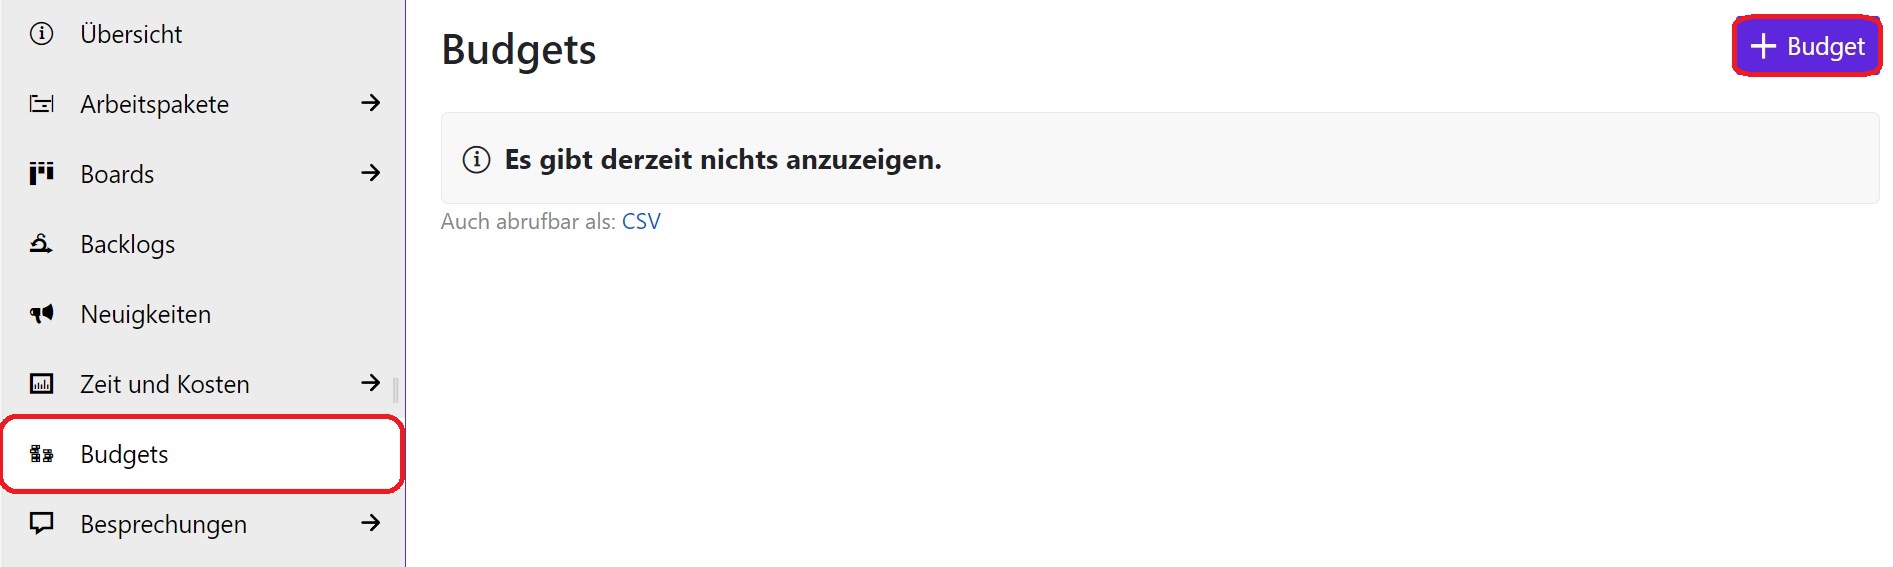 Übersicht
Arbeitspakete
Boards
Backlogs
Neuigkeiten
Zeit und Kosten
Budgets
Besprechungen
Budgets
Budget
Es gibt derzeit nichts anzuzeigen.
Auch abrufbar als: CSV